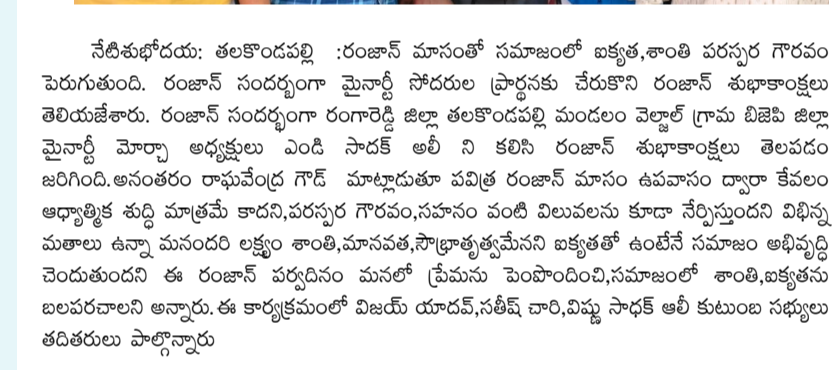 నేటిశుభోదయ: తలకొండపల్లి :రంజాన్ మాసంతో సమాజంలో ఐక్యత,శాంతి పరస్పర గౌరవం
పెరుగుతుంది. రంజాన్ సందర్భంగా మైనార్టీ సోదరుల ప్రార్థనకు చేరుకొని రంజాన్ శుభాకాంక్షలు
తెలియజేశారు. రంజాన్ సందర్భంగా రంగారెడ్డి జిల్లా తలకొండపల్లి మండలం వెల్జాల్ గ్రామ బిజెపి జిల్లా
మైనార్టీ మోర్చా అధ్యక్షులు ఎండి సాదక్ అలీ ని కలిసి రంజాన్ శుభాకాంక్షలు తెలపడం
జరిగింది.అనంతరం రాఘవేంద్ర గౌడ్ మాట్లాడుతూ పవిత్ర రంజాన్ మాసం ఉపవాసం ద్వారా కేవలం
ఆధ్యాత్మిక శుద్ధి మాత్రమే కాదని,పరస్పర గౌరవం,సహనం వంటి విలువలను కూడా నేర్పిస్తుందని విభిన్న
మతాలు ఉన్నా మనందరి లక్ష్యం శాంతి,మానవత,సౌభ్రాతృత్వమేనని ఐక్యతతో ఉంటేనే సమాజం అభివృద్ధి
చెందుతుందని ఈ రంజాన్ పర్వదినం మనలో ప్రేమను పెంపొందించి,సమాజంలో శాంతి,ఐక్యతను
బలపరచాలని అన్నారు.ఈ కార్యక్రమంలో విజయ్ యాదవ్,సతీష్ చారి,విష్ణు సాధక్ ఆలీ కుటుంబ సభ్యులు
తదితరులు పాల్గొన్నారు